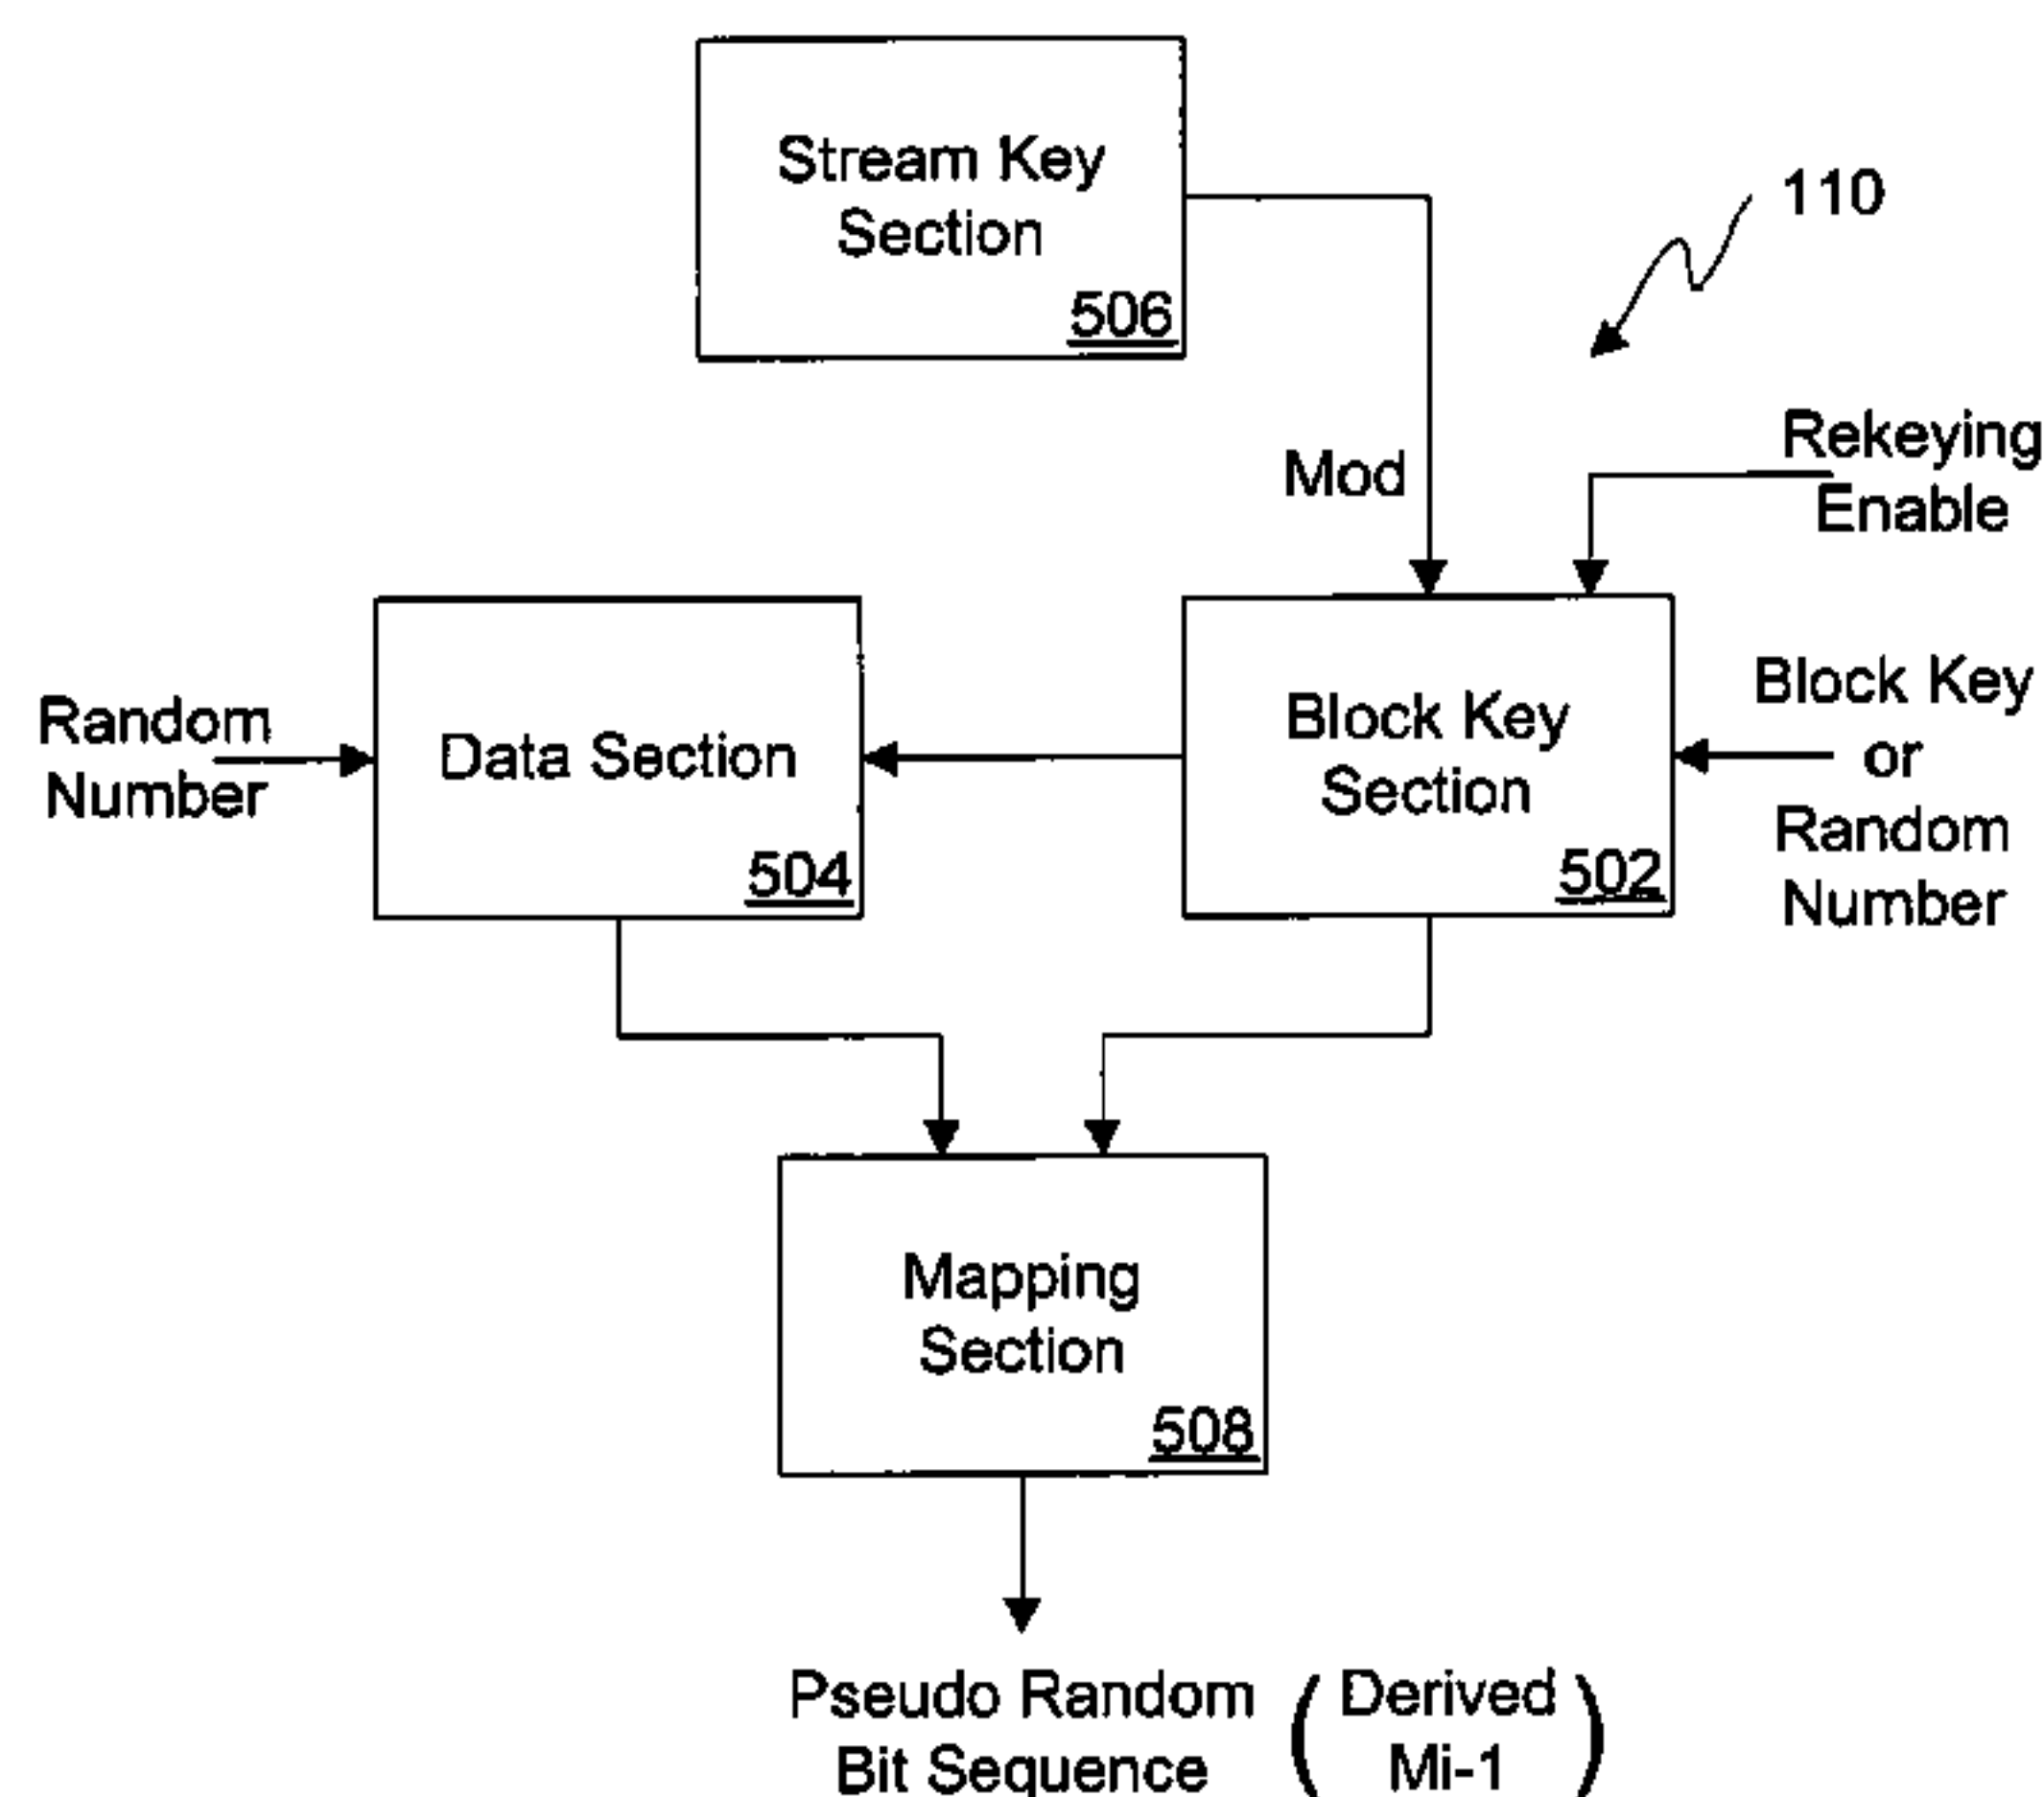 Stream Key
Section
506
110
Mod
Rekeying
Enable
Random
Number
Data Section
504
Block Key
Section
502
Block Key
or
Random
Number
Mapping
Section
508
Pseudo Random
Bit Sequence
( Derived
Mi-1 )